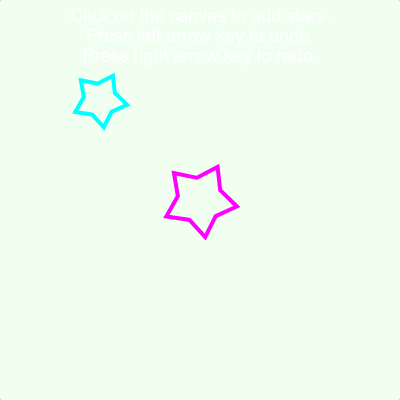 Click on the canvas to add stars.
Press left arrow key to undo.
Press right arrow key to redo.